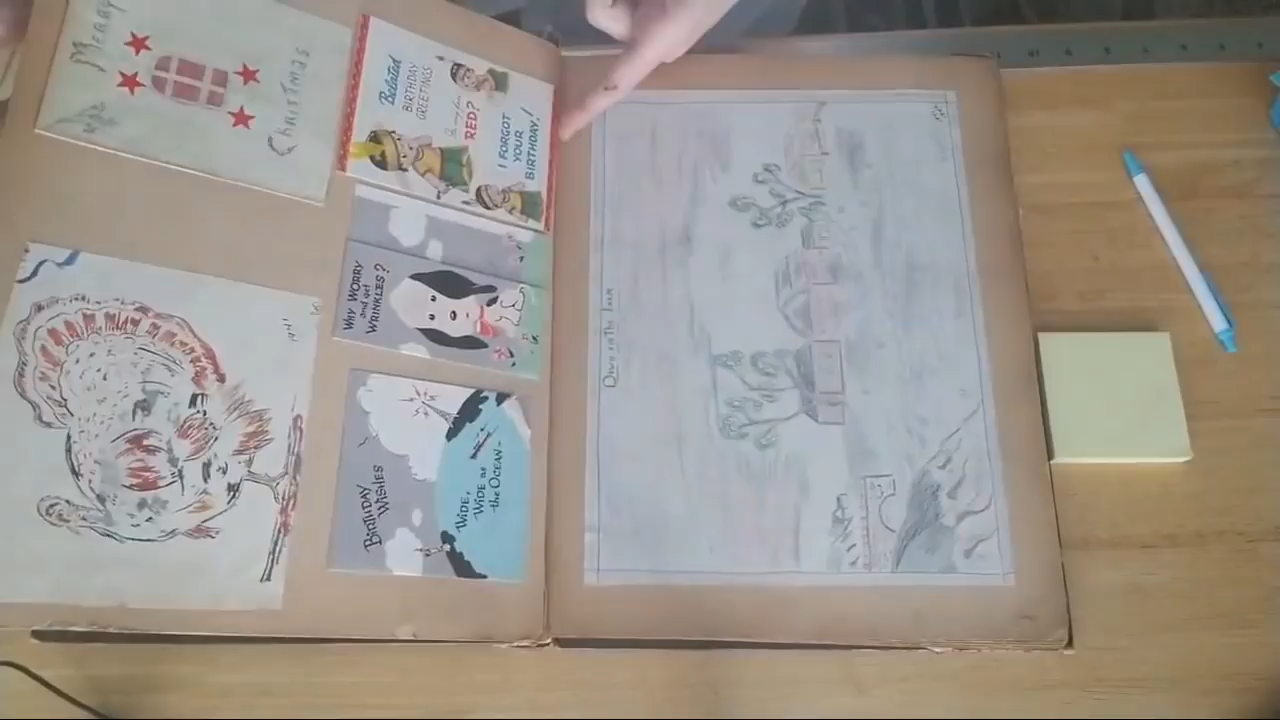 Merry
Christmas
Belated
BIRTHDAY
GREETINGS
RED?
I FORGOT
YOUR
BIRTHDAY!
WHY WORRY
and get
WRINKLES?
BIRTHDAY
WISHES
WIDE,
WIDE as
the OCEAN-